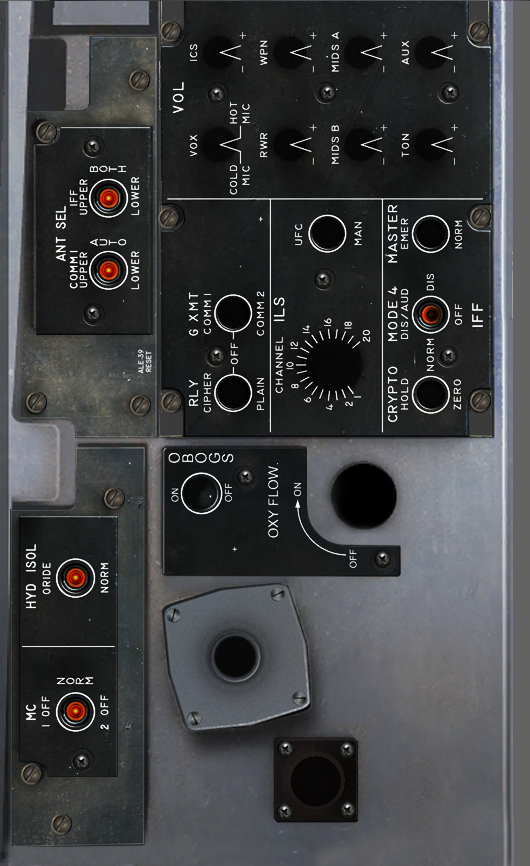 VOL
ICS
WPN
MIDS A
AUX
VOX
HOT MIC
COLD MIC
RWR
MIDS B
TON
ANT SEL
COMM 1
UPPER
AUTO
LOWER
IFF
UPPER
BOTH
LOWER
ALE-39
RESET
RLY
CIPHER
PLAIN
G XMT
COMM 1
OFF
COMM 2
ILS
UFC
MAN
CHANNEL
1 2 4 6 8 10 12 14 16 18 20
CRYPTO
HOLD
NORM
ZERO
MODE 4
DIS/AUD
DIS
OFF
MASTER
EMER
NORM
IFF
OBOGS
ON
OFF
OXY FLOW.
ON
OFF
HYD ISOL
ORIDE
NORM
MC
1 OFF
NORM
2 OFF